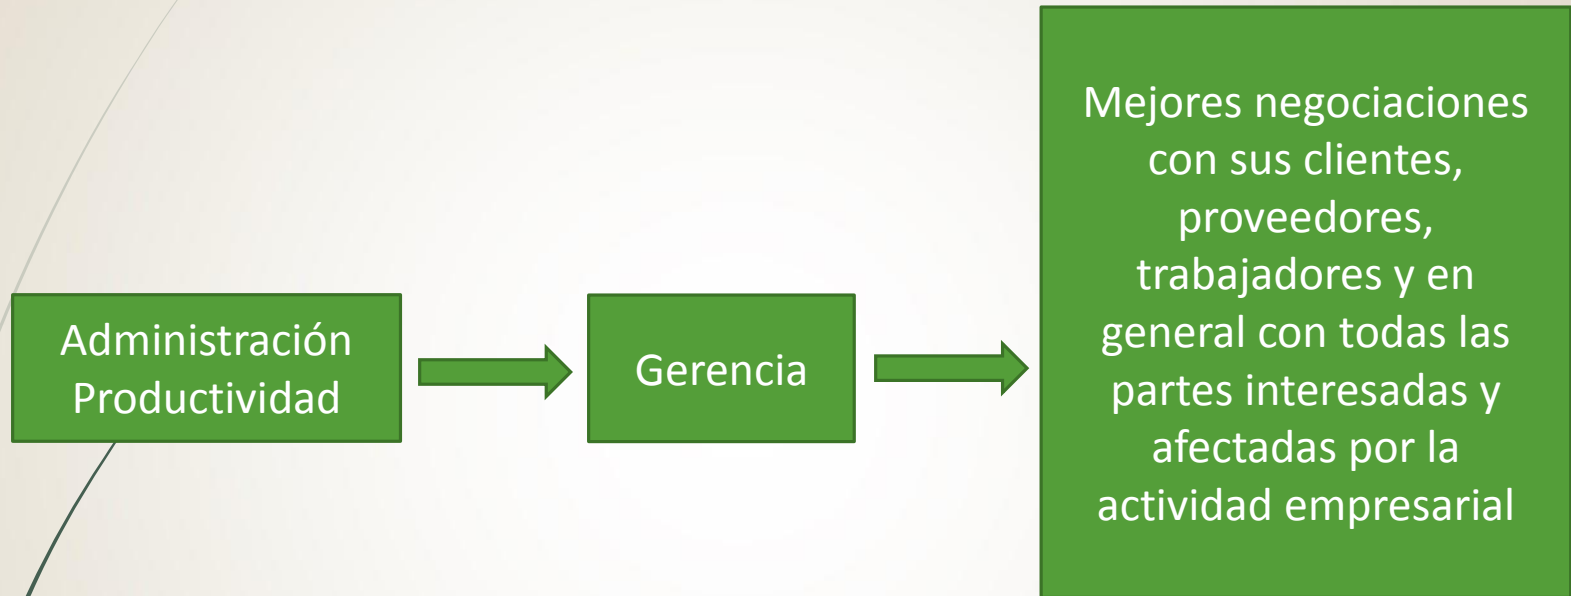 Administración
Productividad
Gerencia
Mejores negociaciones
con sus clientes,
proveedores,
trabajadores y en
general con todas las
partes interesadas y
afectadas por la
actividad empresarial